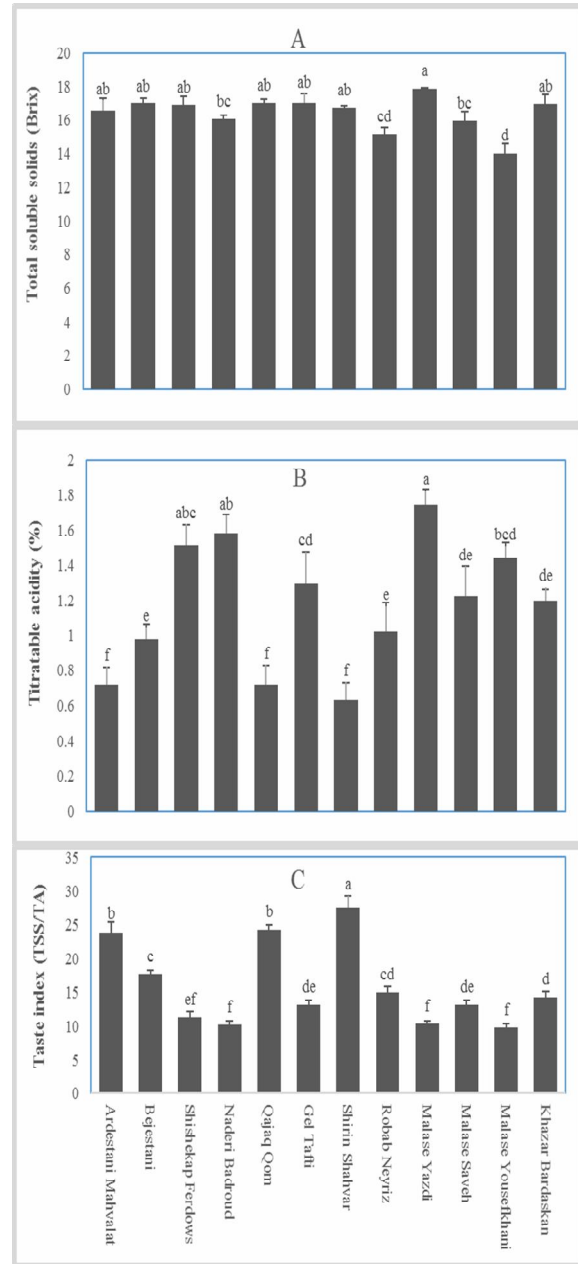 A
Total soluble solids (Brix)
20
18
16
14
12
10
8
6
4
2
0
ab ab ab bc ab ab ab cd a bc d ab
B
Titratable acidity (%)
2
1.8
1.6
1.4
1.2
1
0.8
0.6
0.4
0.2
0
f e abc ab f cd f e a de bcd de
C
Taste index (TSS/TA)
35
30
25
20
15
10
5
0
b c ef f b de a cd f de f d
Ardestani Mahvalat
Bejestani
Shishekap Ferdows
Naderi Badroud
Qajaq Qom
Gel Tafti
Shirin Shahvar
Robab Neyriz
Malase Yazdi
Malase Saveh
Malase Yousefkhani
Khazar Bardaskan